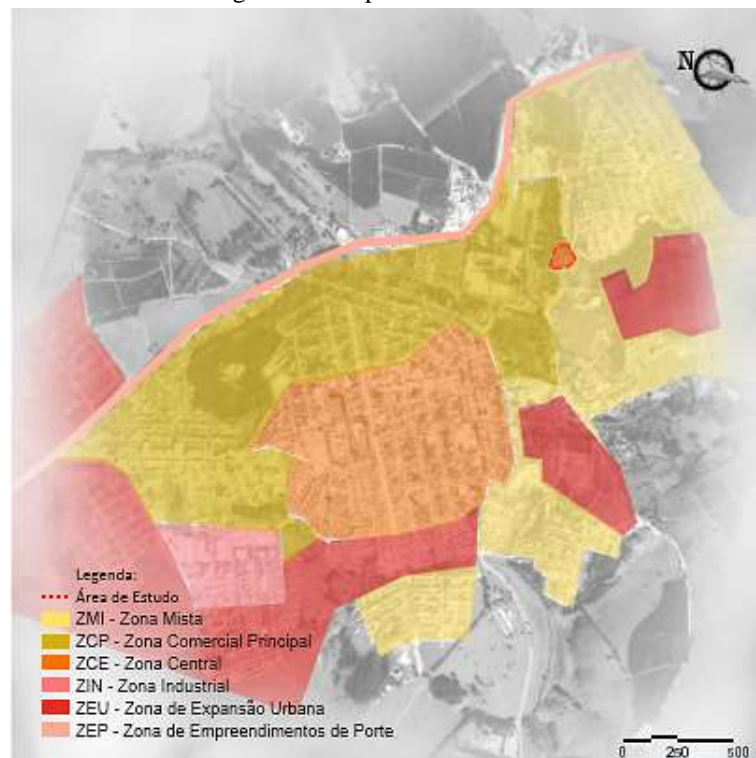 N
Legenda:
Área de Estudo
ZMI - Zona Mista
ZCP - Zona Comercial Principal
ZCE - Zona Central
ZIN - Zona Industrial
ZEU - Zona de Expansão Urbana
ZEP - Zona de Empreendimentos de Porte
0 250 500